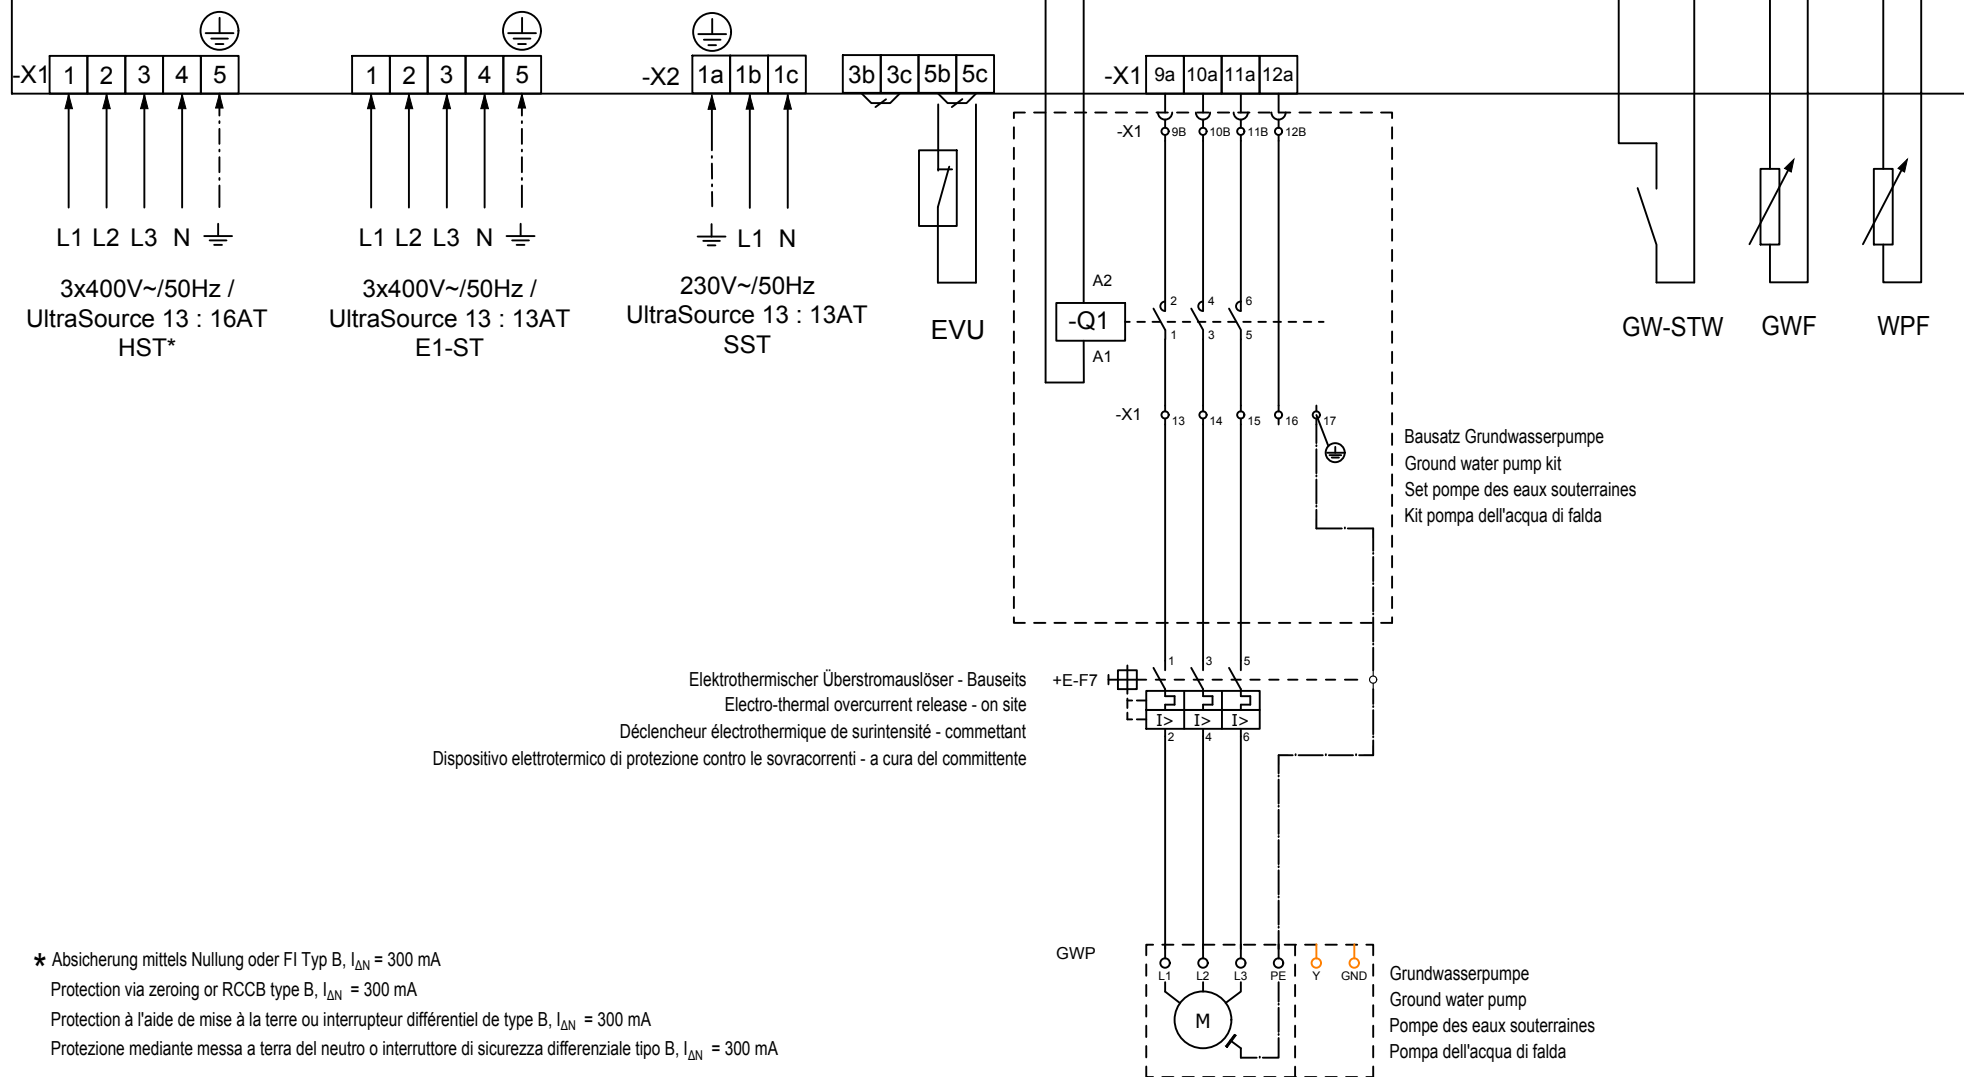 -X1 1 2 3 4 5
1 2 3 4 5
-X2 1a 1b 1c
3b 3c 5b 5c
-X1 9a 10a 11a 12a
-X1 9B 10B 11B 12B
L1 L2 L3 N
3x400V~/50Hz /
UltraSource 13 : 16AT
HST*
L1 L2 L3 N
3x400V~/50Hz /
UltraSource 13 : 13AT
E1-ST
L1 N
230V~/50Hz
UltraSource 13 : 13AT
SST
EVU
A2
-Q1
A1
2 4 6
1 3 5
GW-STW
GWF
WPF
-X1 13 14 15 16 17
Bausatz Grundwasserpumpe
Ground water pump kit
Set pompe des eaux souterraines
Kit pompa dell'acqua di falda
Elektrothermischer Überstromauslöser - Bauseits
Electro-thermal overcurrent release - on site
Déclencheur électrothermique de surintensité - commettant
Dispositivo elettrotermico di protezione contro le sovracorrenti - a cura del committente
+E-F7
1 3 5
I> I> I>
2 4 6
GWP
L1 L2 L3 PE Y GND
M
Grundwasserpumpe
Ground water pump
Pompe des eaux souterraines
Pompa dell'acqua di falda
* Absicherung mittels Nullung oder FI Typ B, IΔN = 300 mA
Protection via zeroing or RCCB type B, IΔN = 300 mA
Protection à l'aide de mise à la terre ou interrupteur différentiel de type B, IΔN = 300 mA
Protezione mediante messa a terra del neutro o interruttore di sicurezza differenziale tipo B, IΔN = 300 mA